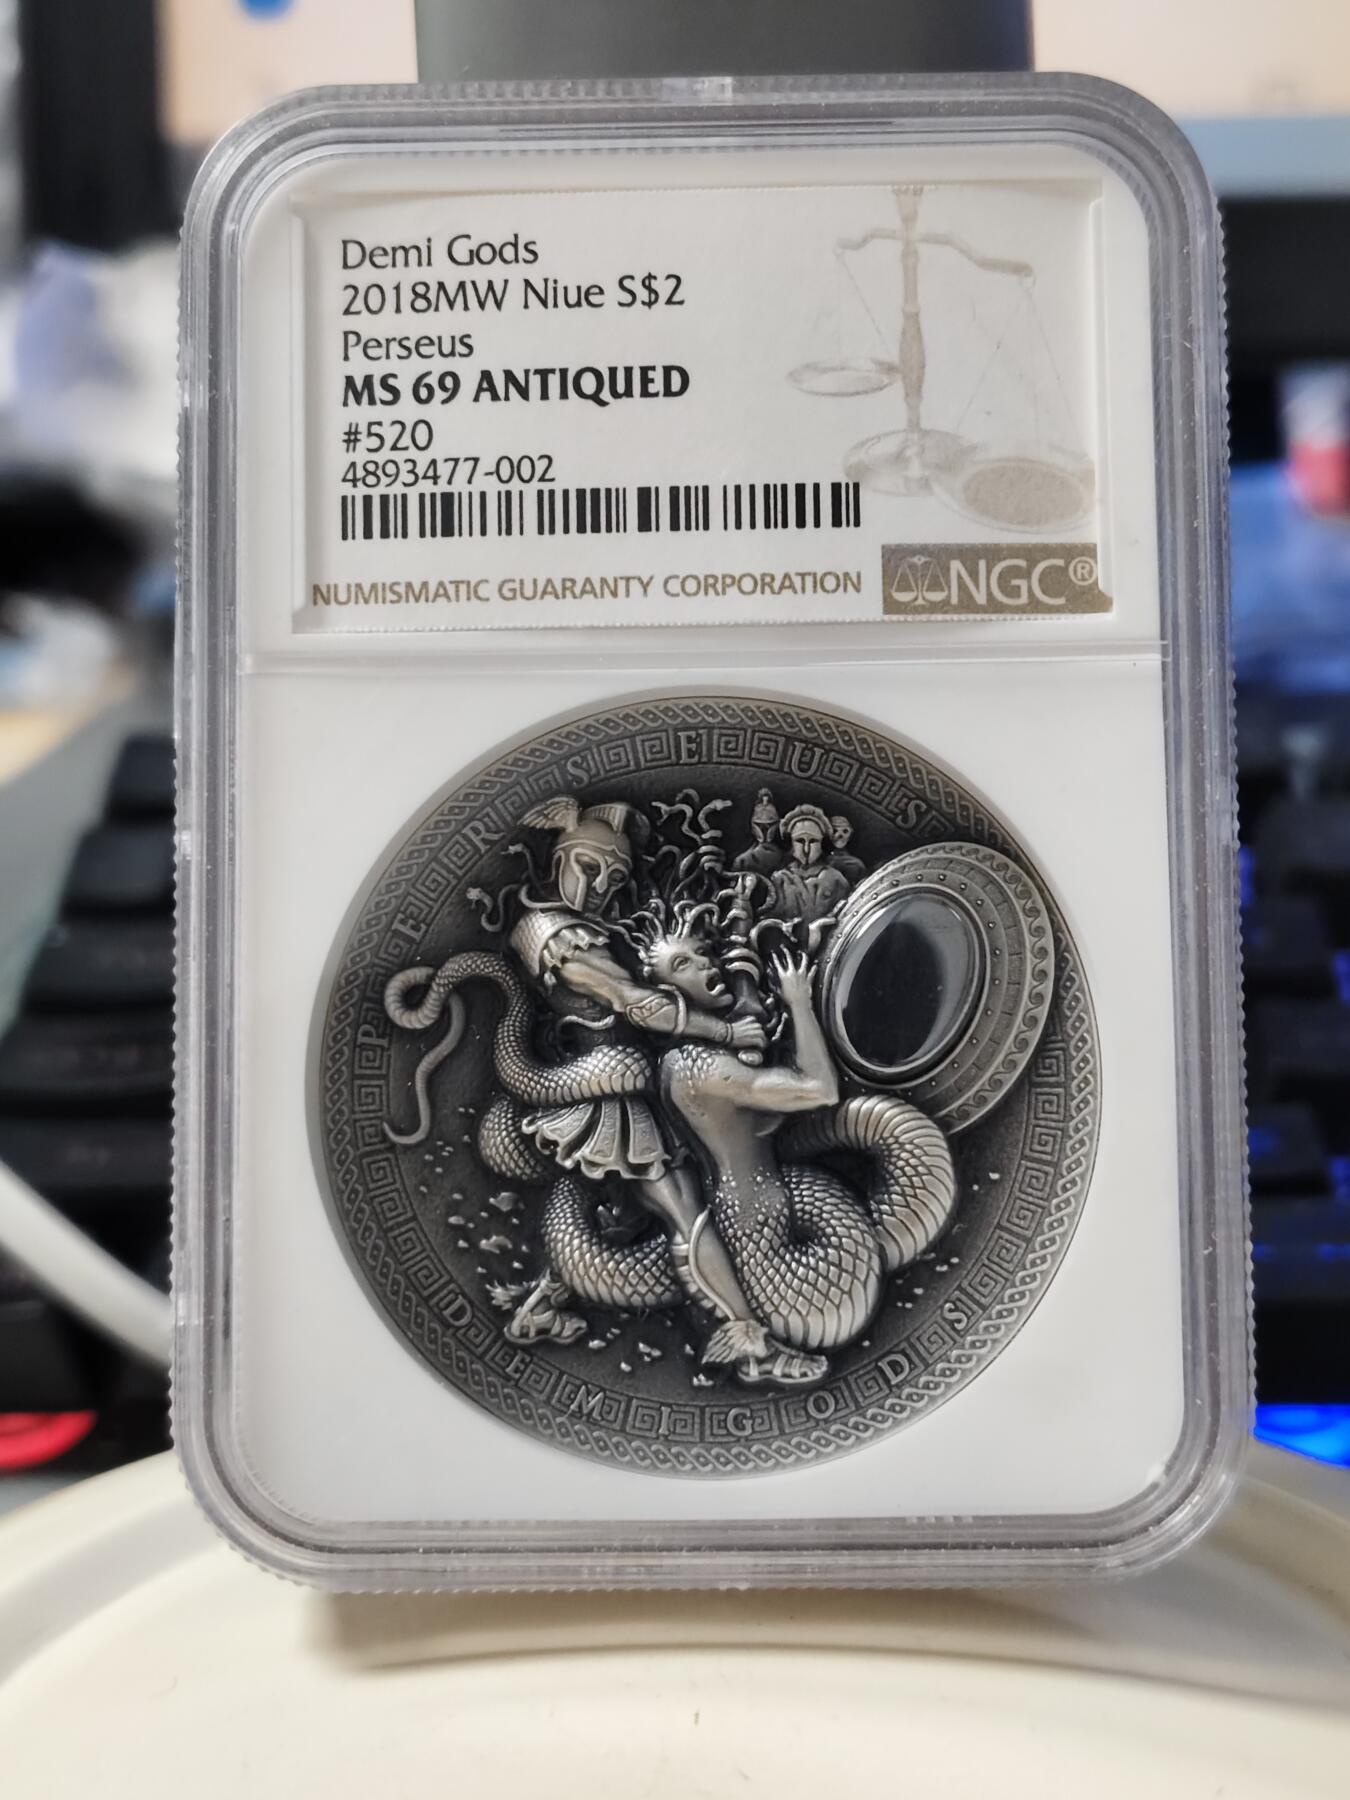 Demi Gods
2018MW Niue S$2
Perseus
MS 69 ANTIQUED
#520
4893477-002
NUMISMATIC GUARANTY CORPORATION
NGC®
PERSEUS
DEMIGODS